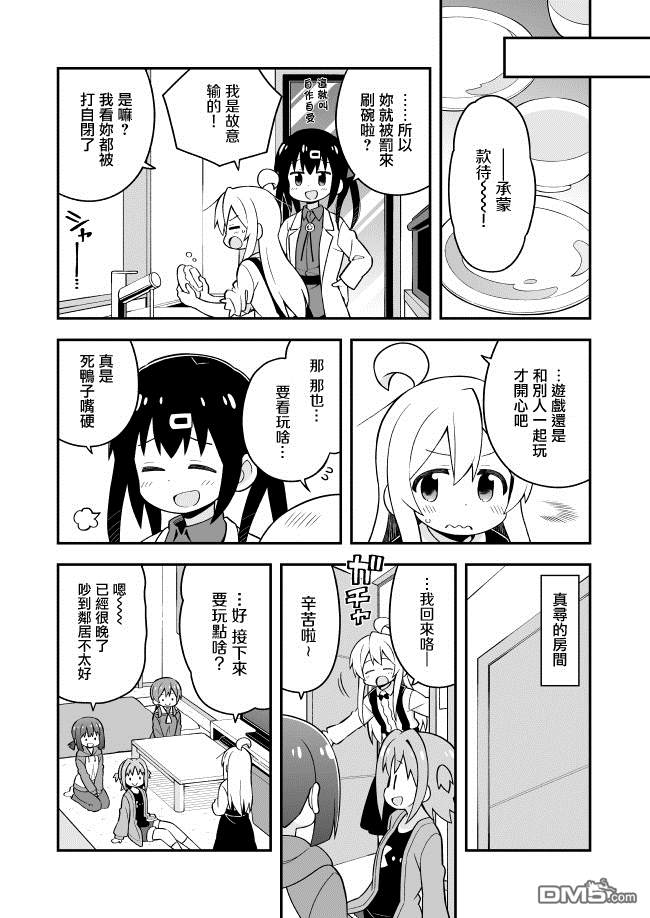 ——承蒙
款待~~！
……所以
妳就被罰來
刷碗啦？
這就叫
自作自受
我是故意
输的！
是嘛？
我看妳都被
打自閉了
…遊戲還是
和別人一起玩
才開心吧
那 那也…
要看玩啥…
真是
死鴨子嘴硬
真尋的房間
…我回來咯—
ガチャ
辛苦啦～
…好 接下來
要玩點啥？
嗯~~
已經很晚了
吵到鄰居不太好
DM5.com